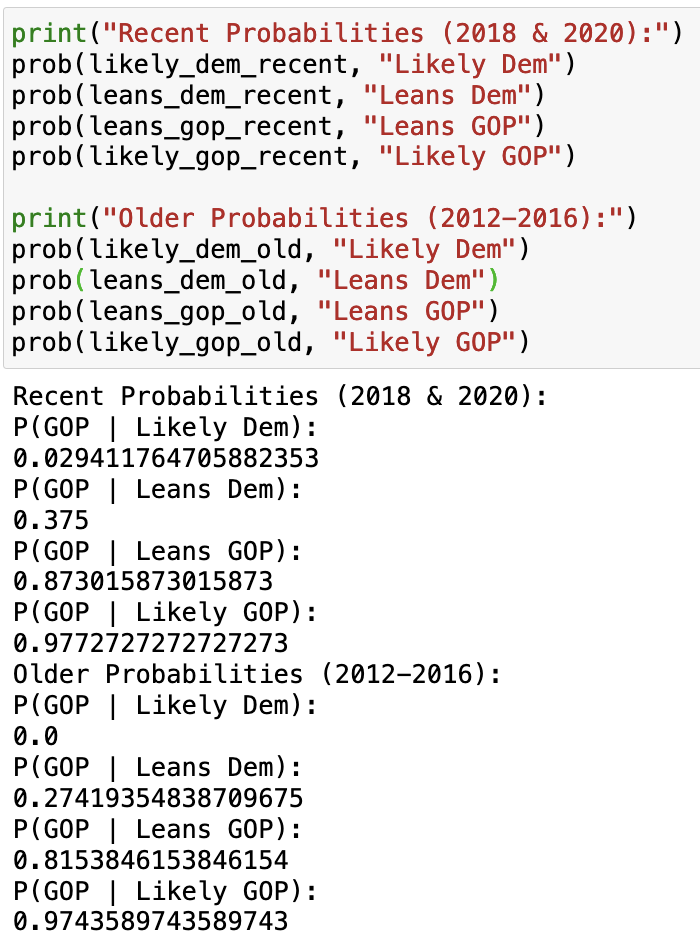 print("Recent Probabilities (2018 & 2020):")
prob(likely_dem_recent, "Likely Dem")
prob(leans_dem_recent, "Leans Dem")
prob(leans_gop_recent, "Leans GOP")
prob(likely_gop_recent, "Likely GOP")
print("Older Probabilities (2012–2016):")
prob(likely_dem_old, "Likely Dem")
prob(leans_dem_old, "Leans Dem")
prob(leans_gop_old, "Leans GOP")
prob(likely_gop_old, "Likely GOP")
Recent Probabilities (2018 & 2020):
P(GOP | Likely Dem):
0.029411764705882353
P(GOP | Leans Dem):
0.375
P(GOP | Leans GOP):
0.873015873015873
P(GOP | Likely GOP):
0.9772727272727273
Older Probabilities (2012–2016):
P(GOP | Likely Dem):
0.0
P(GOP | Leans Dem):
0.27419354838709675
P(GOP | Leans GOP):
0.8153846153846154
P(GOP | Likely GOP):
0.9743589743589743